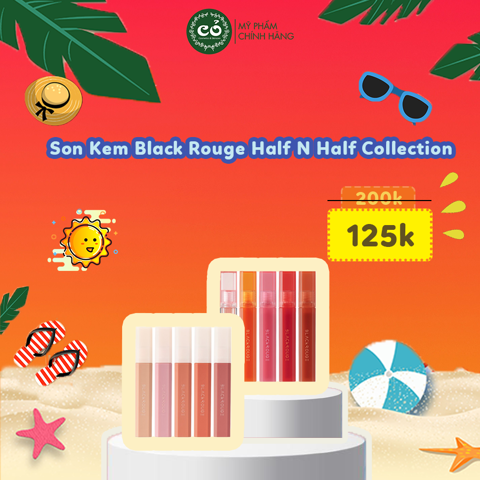 CỎ
MỸ PHẨM
CHÍNH HÃNG
Son Kem Black Rouge Half N Half Collection
200k
125k